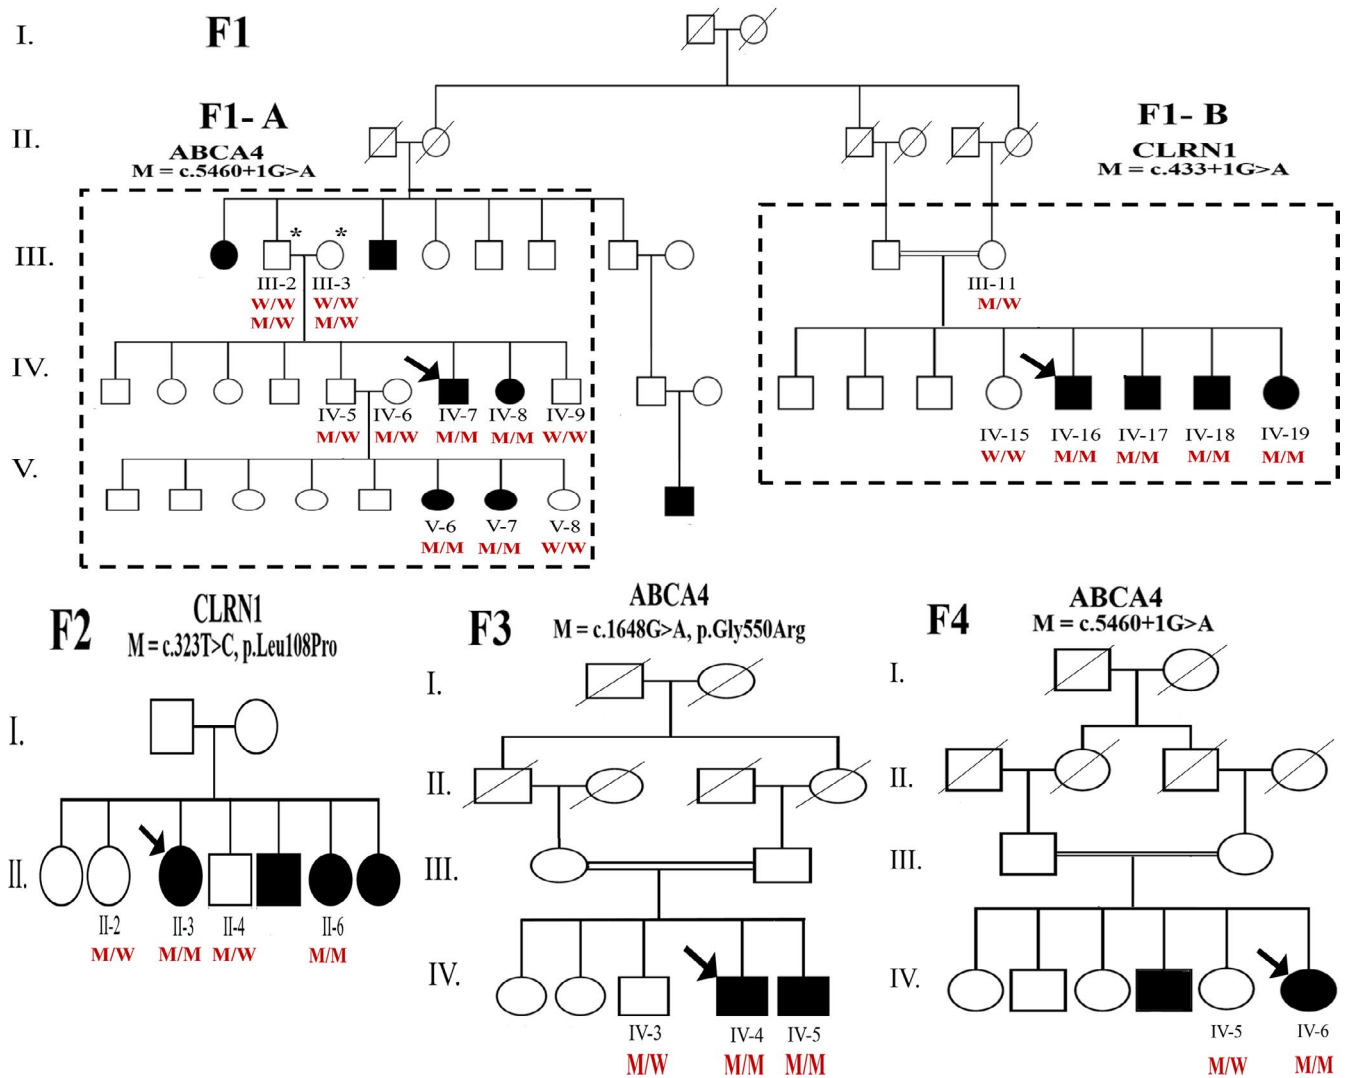 I.
F1
F1- A
ABCA4
M = c.5460+1G>A
F1- B
CLRN1
M = c.433+1G>A
II.
III.
* *
III-2 III-3
W/W W/W
M/W M/W
III-11
M/W
IV.
IV-5 IV-6 IV-7 IV-8 IV-9
M/W M/W M/M M/M W/W
IV-15 IV-16 IV-17 IV-18 IV-19
W/W M/M M/M M/M M/M
V.
V-6 V-7 V-8
M/M M/M W/W
F2
CLRN1
M = c.323T>C, p.Leu108Pro
I.
II.
II-2 II-3 II-4 II-6
M/W M/M M/W M/M
F3
ABCA4
M = c.1648G>A, p.Gly550Arg
I.
II.
III.
IV.
IV-3 IV-4 IV-5
M/W M/M M/M
F4
ABCA4
M = c.5460+1G>A
I.
II.
III.
IV.
IV-5 IV-6
M/W M/M